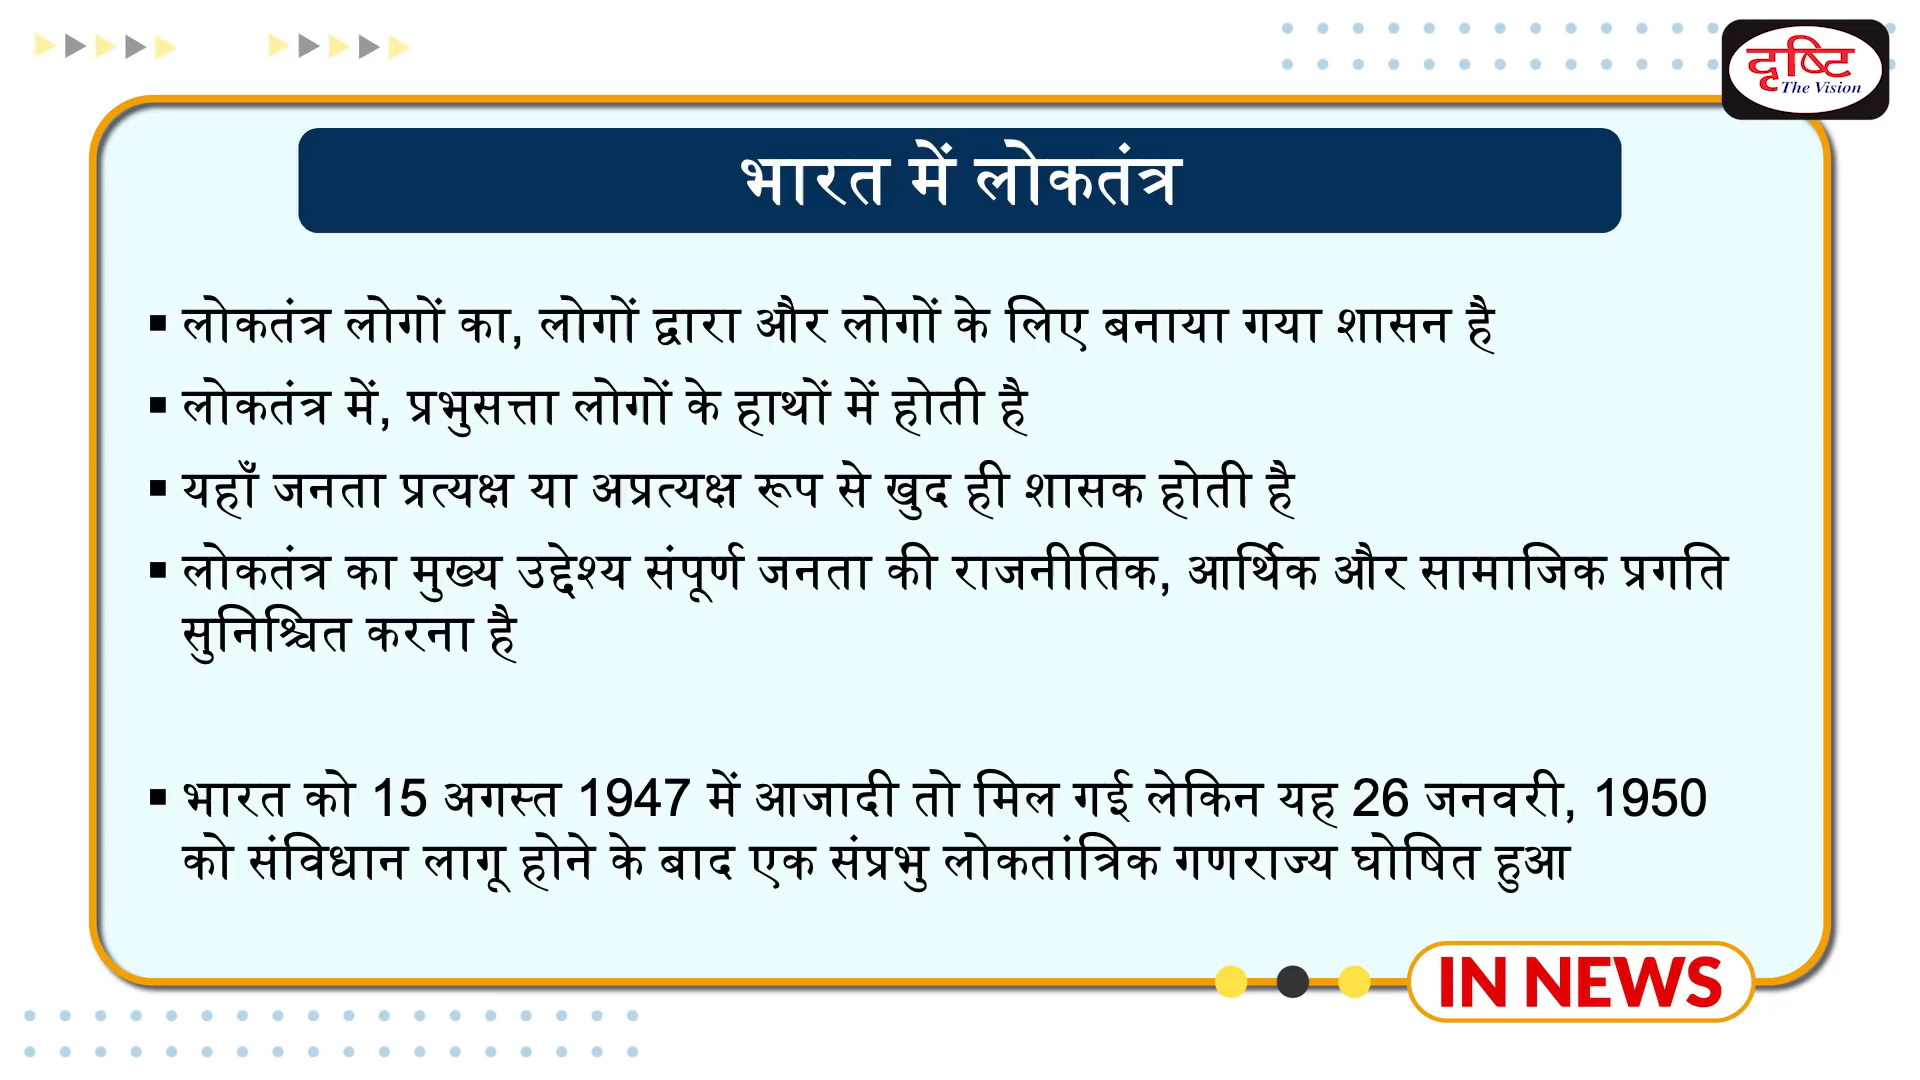 दृष्टि
The Vision
भारत में लोकतंत्र
▪ लोकतंत्र लोगों का, लोगों द्वारा और लोगों के लिए बनाया गया शासन है
▪ लोकतंत्र में, प्रभुसत्ता लोगों के हाथों में होती है
▪ यहाँ जनता प्रत्यक्ष या अप्रत्यक्ष रूप से खुद ही शासक होती है
▪ लोकतंत्र का मुख्य उद्देश्य संपूर्ण जनता की राजनीतिक, आर्थिक और सामाजिक प्रगति
सुनिश्चित करना है
▪ भारत को 15 अगस्त 1947 में आजादी तो मिल गई लेकिन यह 26 जनवरी, 1950
को संविधान लागू होने के बाद एक संप्रभु लोकतांत्रिक गणराज्य घोषित हुआ
IN NEWS